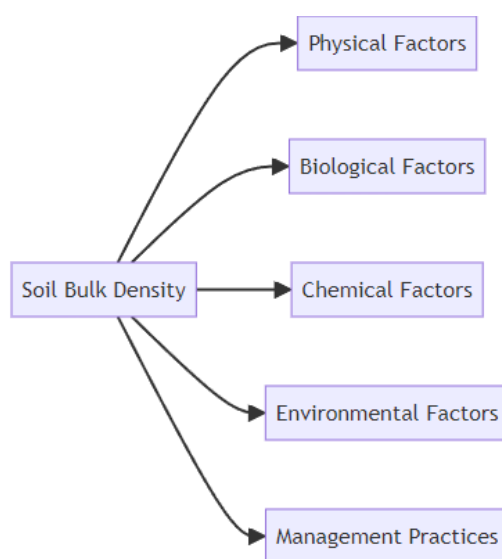 Physical Factors
Biological Factors
Soil Bulk Density
Chemical Factors
Environmental Factors
Management Practices